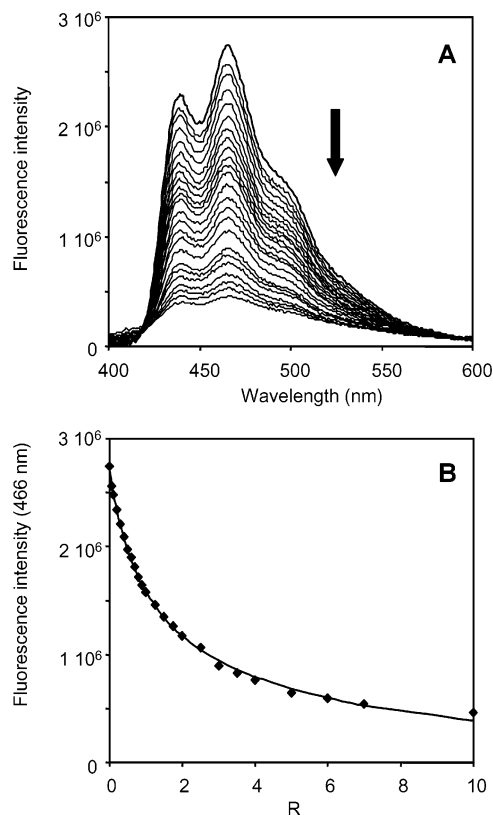 A
Fluorescence intensity
3 10⁶
2 10⁶
1 10⁶
0
400 450 500 550 600
Wavelength (nm)
B
Fluorescence intensity (466 nm)
3 10⁶
2 10⁶
1 10⁶
0
0 2 4 6 8 10
R